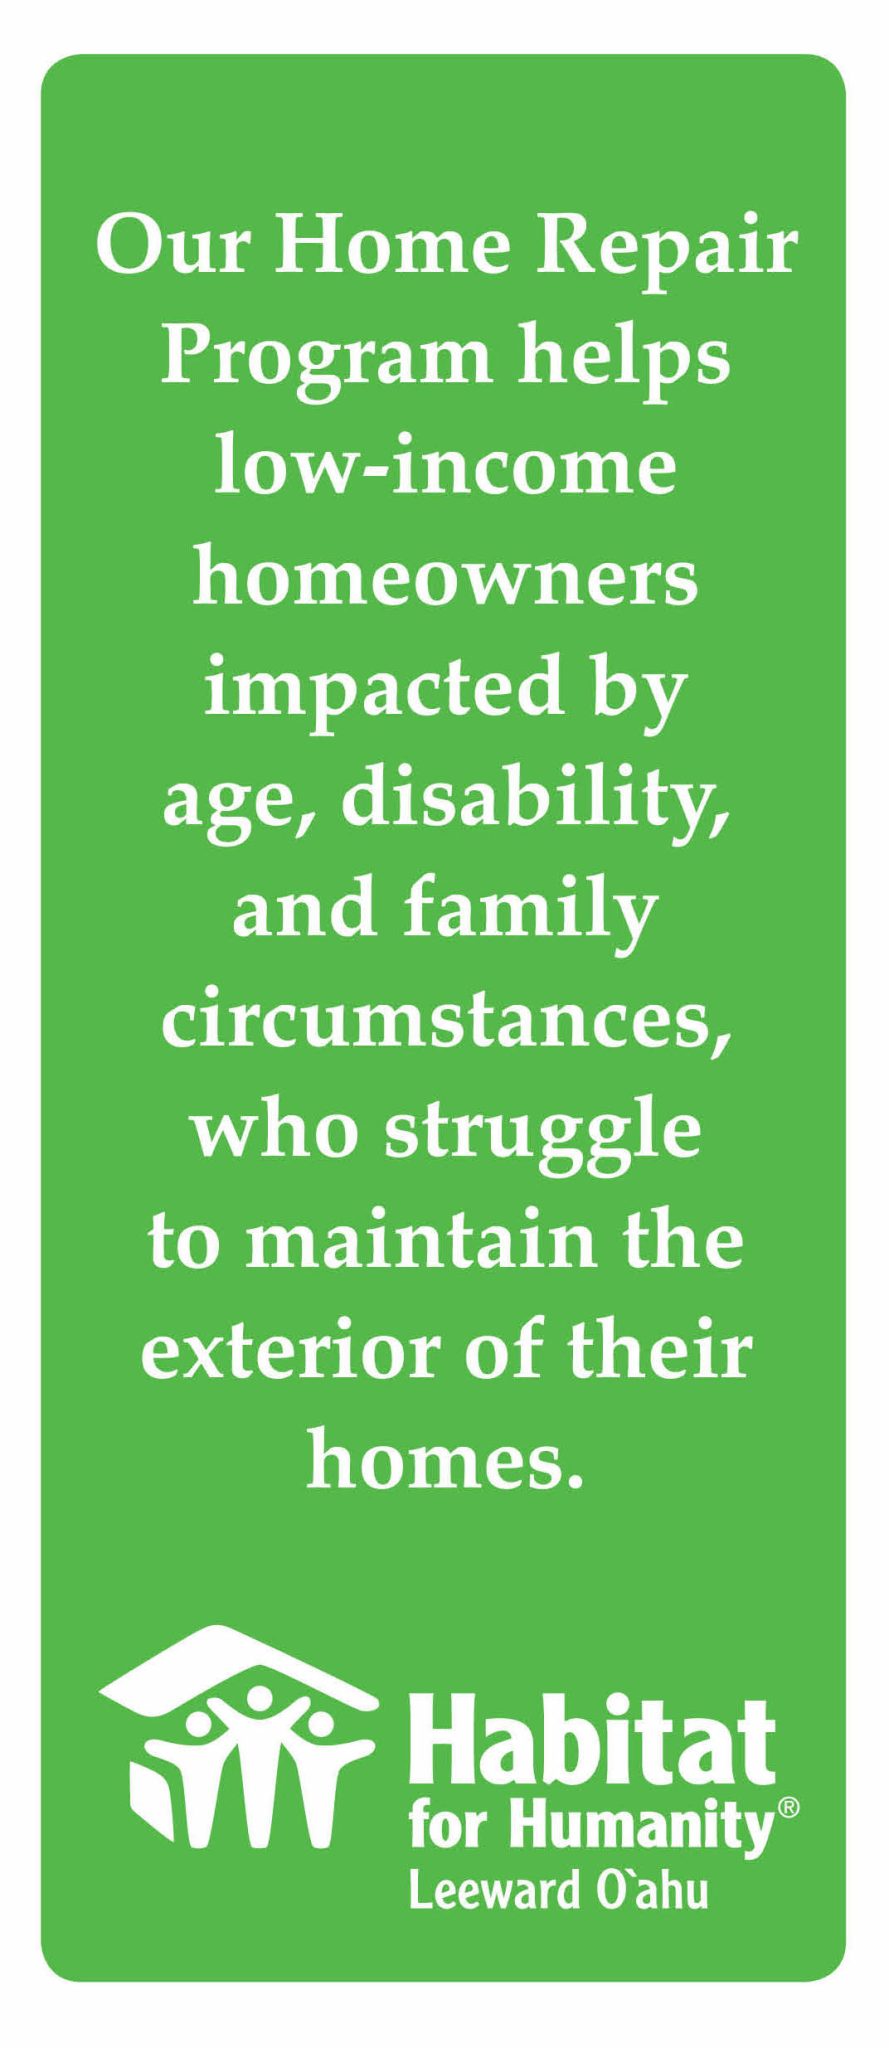 Our Home Repair
Program helps
low-income
homeowners
impacted by
age, disability,
and family
circumstances,
who struggle
to maintain the
exterior of their
homes.
Habitat
for Humanity®
Leeward O`ahu